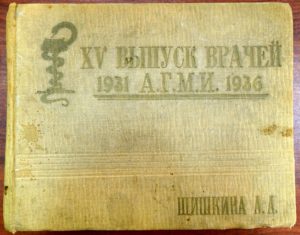 XV ВЫПУСК ВРАЧЕЙ
1931 А.Г.М.И. 1936
ШИШКИНА Л.А.